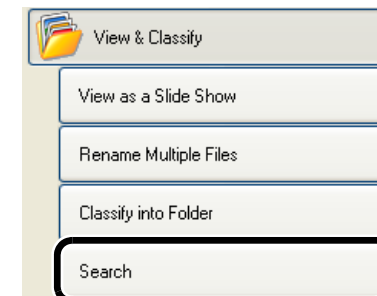 View & Classify
View as a Slide Show
Rename Multiple Files
Classify into Folder
Search